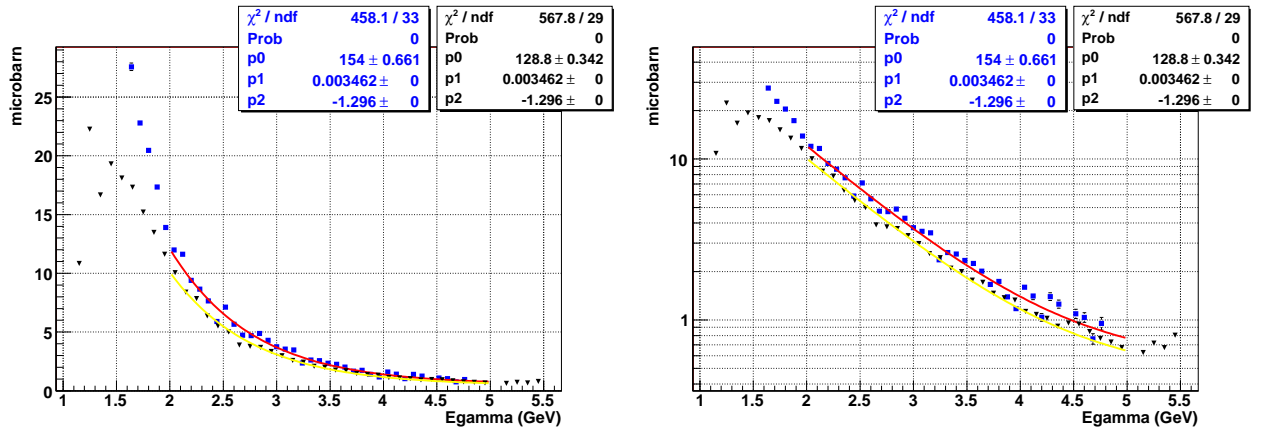 χ² / ndf 458.1 / 33
Prob 0
p0 154 ± 0.661
p1 0.003462 ± 0
p2 -1.296 ± 0
χ² / ndf 567.8 / 29
Prob 0
p0 128.8 ± 0.342
p1 0.003462 ± 0
p2 -1.296 ± 0
microbarn
25
20
15
10
5
0
1 1.5 2 2.5 3 3.5 4 4.5 5 5.5
Egamma (GeV)
χ² / ndf 458.1 / 33
Prob 0
p0 154 ± 0.661
p1 0.003462 ± 0
p2 -1.296 ± 0
χ² / ndf 567.8 / 29
Prob 0
p0 128.8 ± 0.342
p1 0.003462 ± 0
p2 -1.296 ± 0
microbarn
10
1
1 1.5 2 2.5 3 3.5 4 4.5 5 5.5
Egamma (GeV)